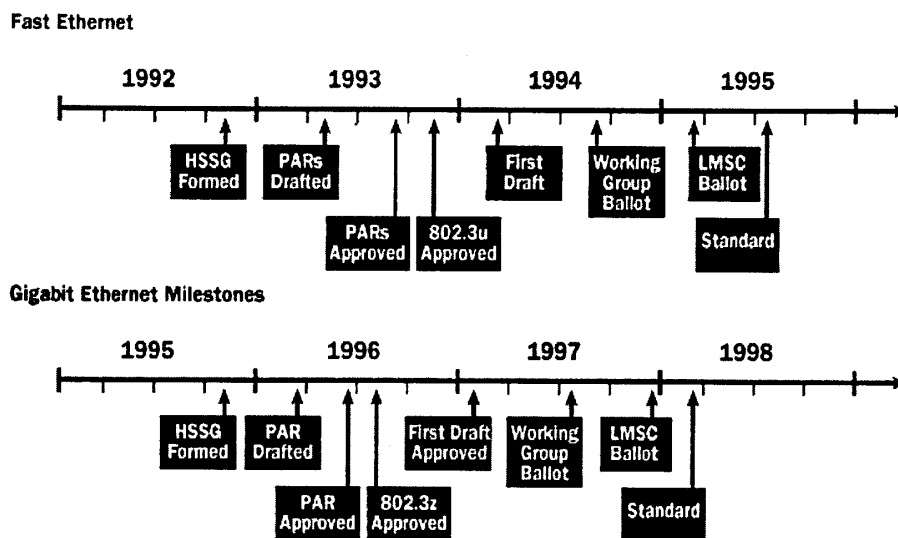 Fast Ethernet
1992 1993 1994 1995
HSSG
Formed
PARs
Drafted
First
Draft
Working
Group
Ballot
LMSC
Ballot
PARs
Approved
802.3u
Approved
Standard
Gigabit Ethernet Milestones
1995 1996 1997 1998
HSSG
Formed
PAR
Drafted
First Draft
Approved
Working
Group
Ballot
LMSC
Ballot
PAR
Approved
802.3z
Approved
Standard